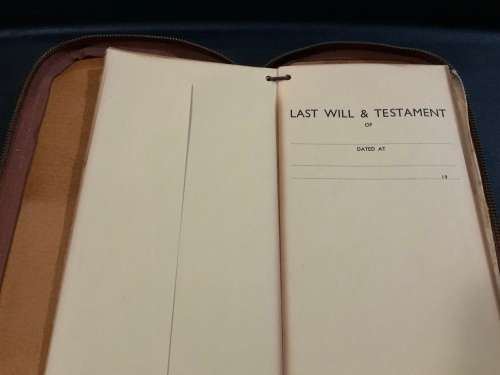 LAST WILL & TESTAMENT
OF
DATED AT
19